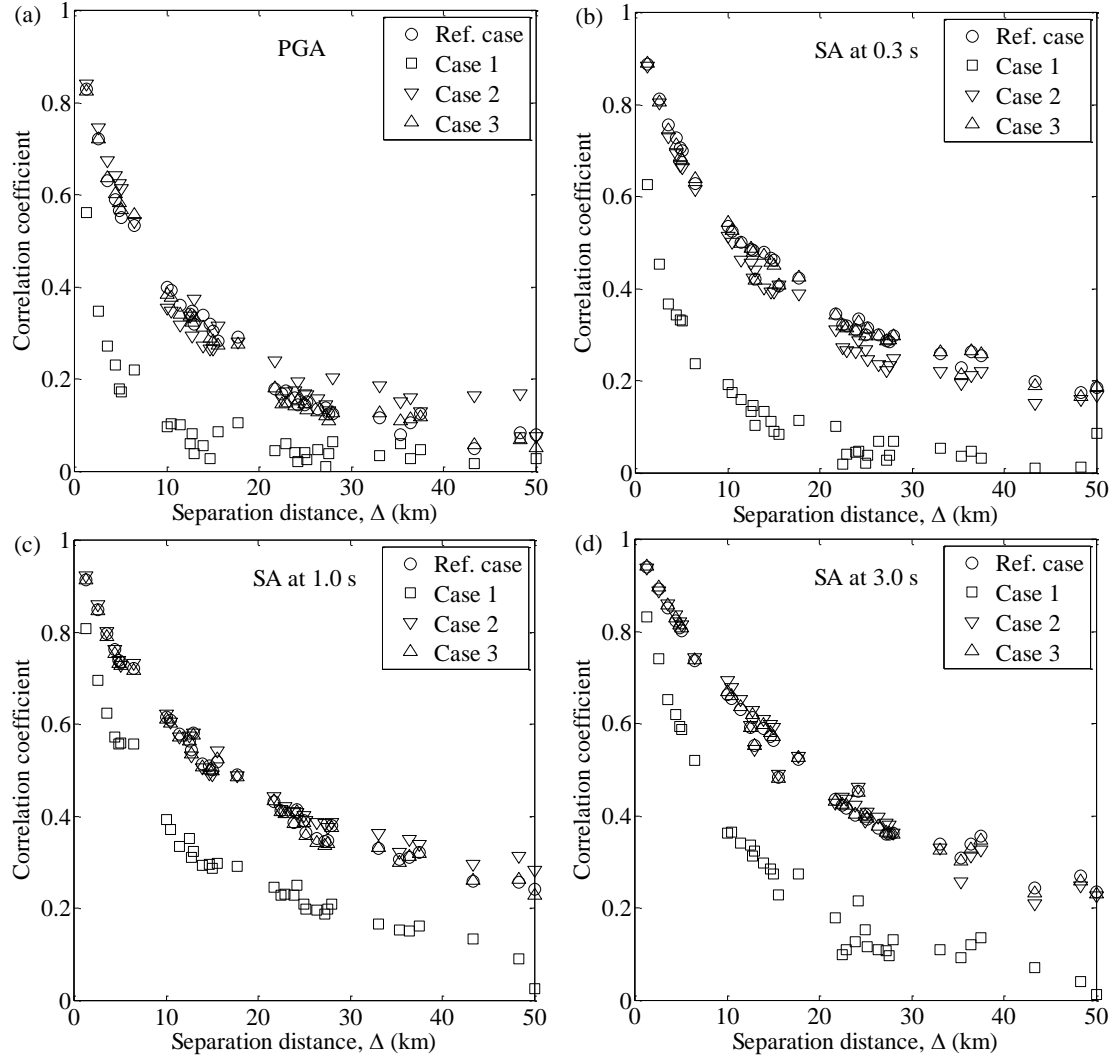 (a)
PGA
Ref. case
Case 1
Case 2
Case 3
1
0.8
0.6
0.4
0.2
0
Correlation coefficient
0 10 20 30 40 50
Separation distance, Δ (km)
(b)
SA at 0.3 s
Ref. case
Case 1
Case 2
Case 3
1
0.8
0.6
0.4
0.2
0
Correlation coefficient
0 10 20 30 40 50
Separation distance, Δ (km)
(c)
SA at 1.0 s
Ref. case
Case 1
Case 2
Case 3
1
0.8
0.6
0.4
0.2
0
Correlation coefficient
0 10 20 30 40 50
Separation distance, Δ (km)
(d)
SA at 3.0 s
Ref. case
Case 1
Case 2
Case 3
1
0.8
0.6
0.4
0.2
0
Correlation coefficient
0 10 20 30 40 50
Separation distance, Δ (km)